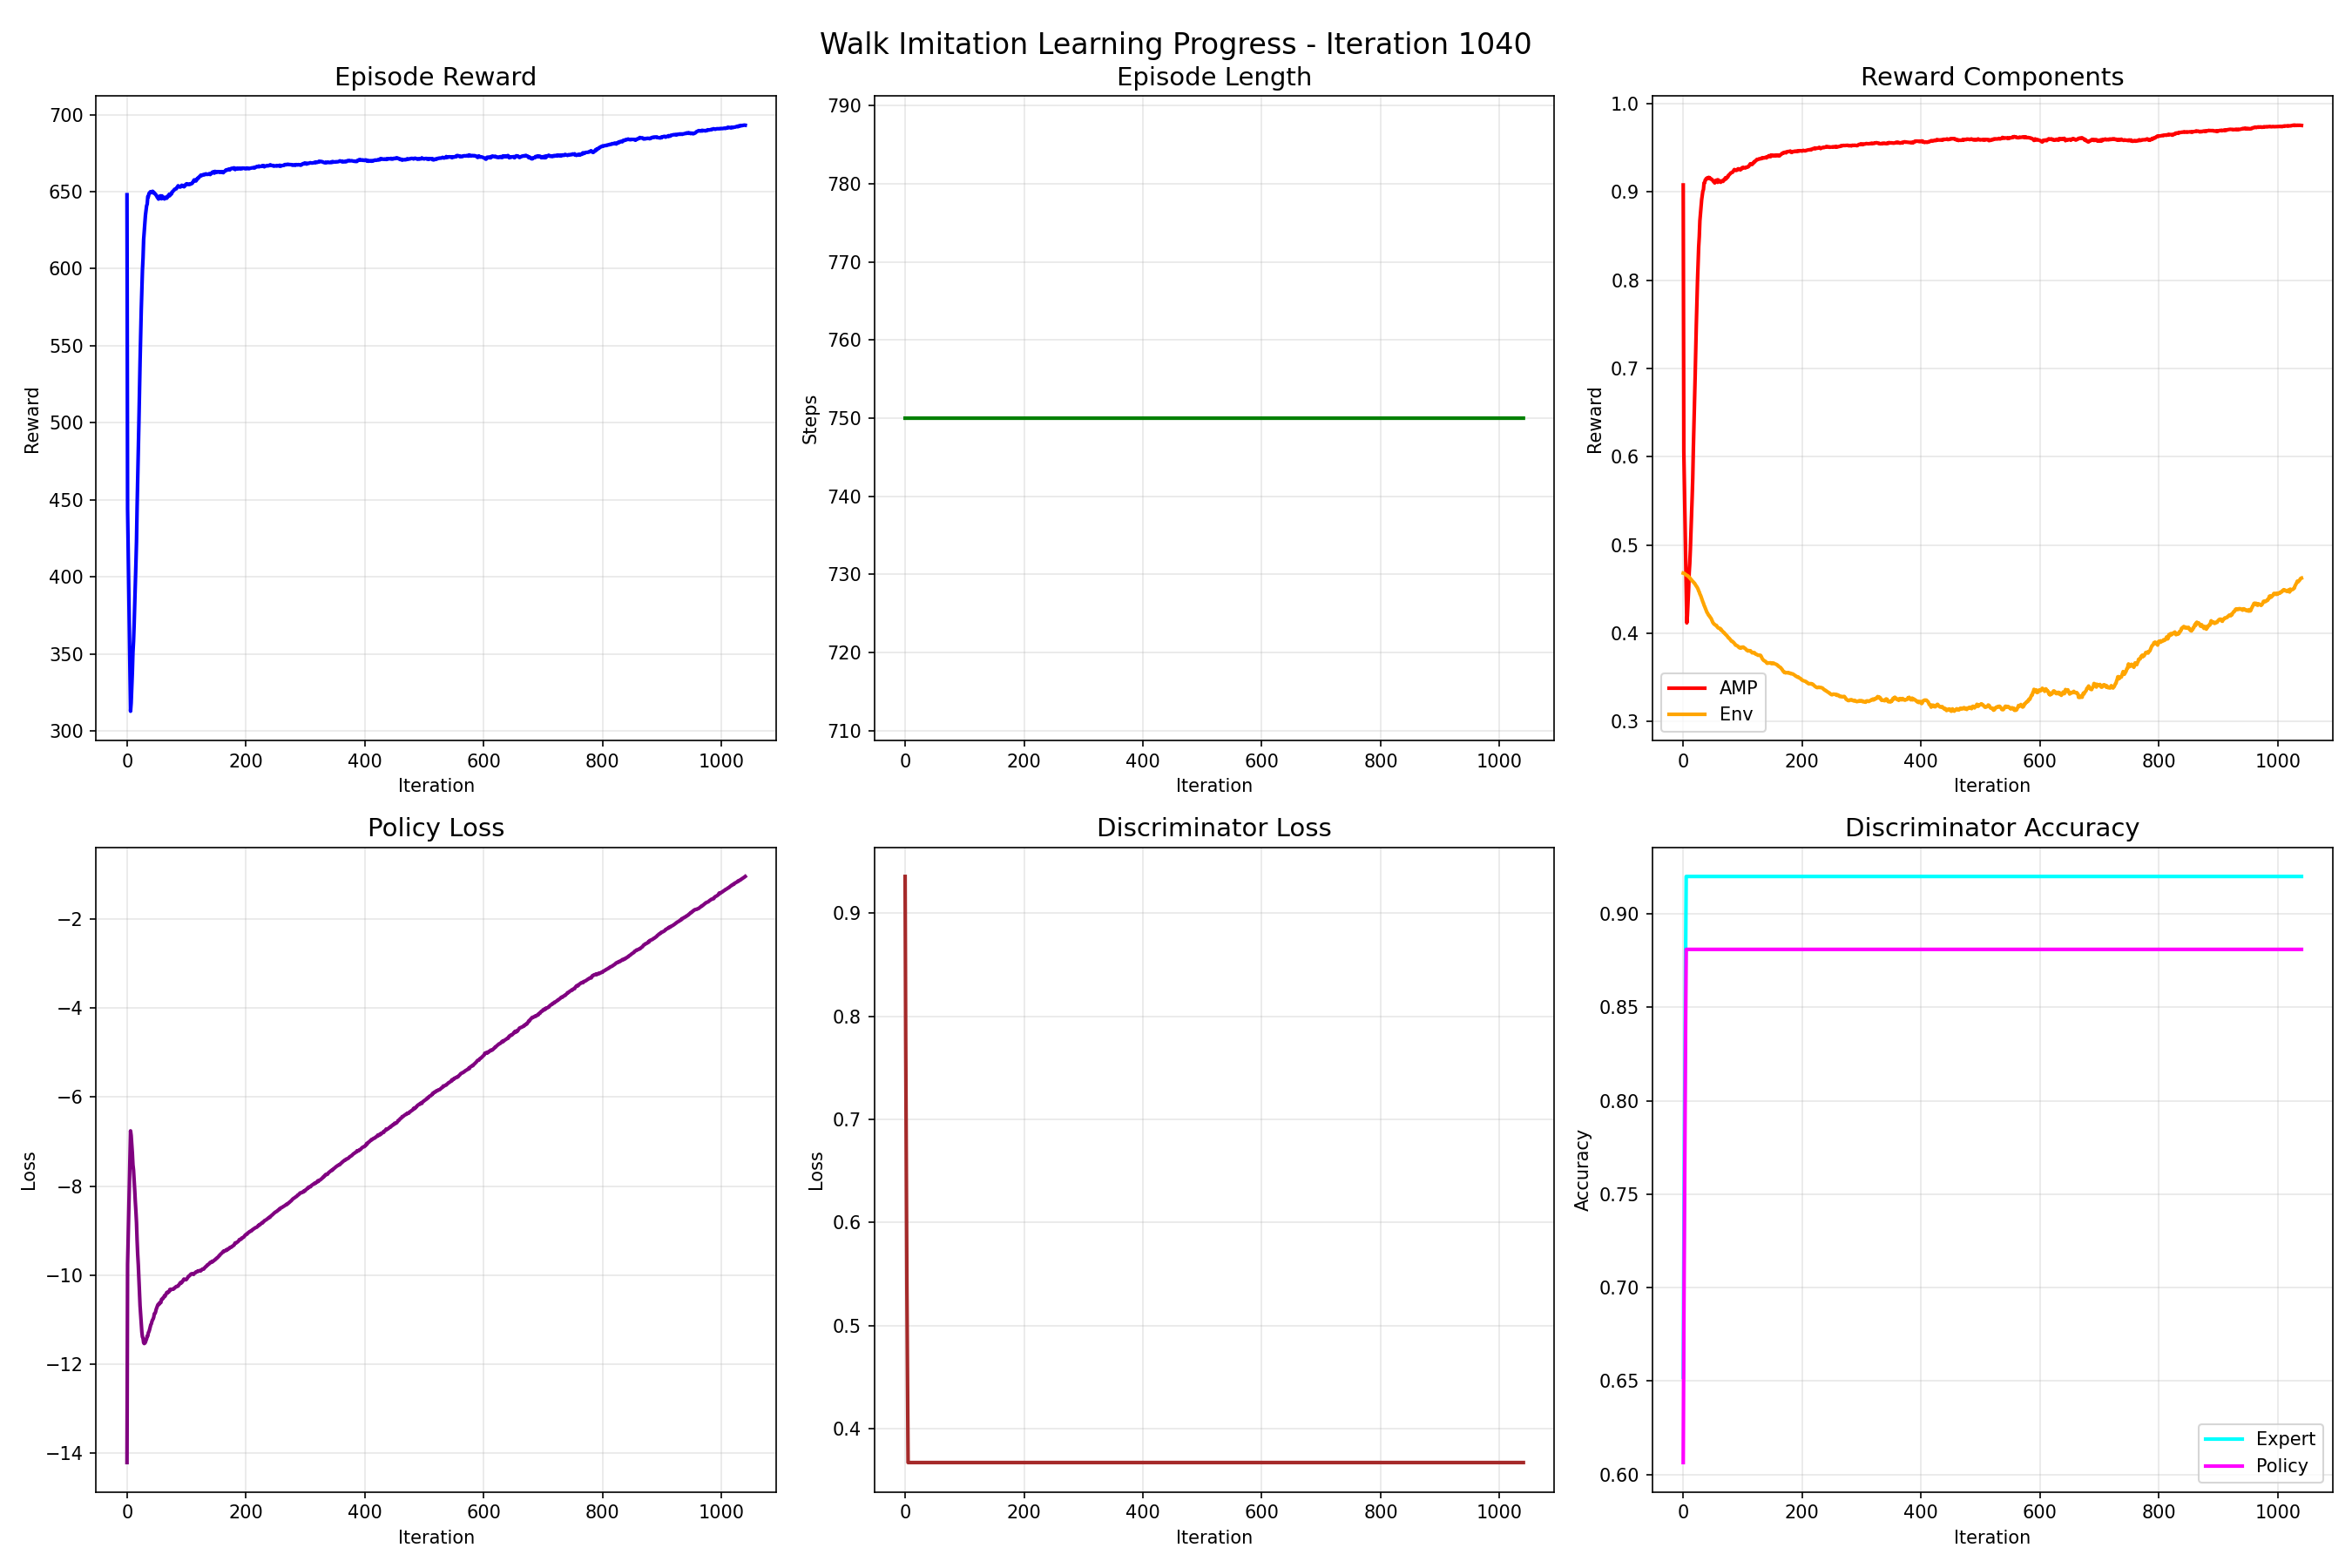 Walk Imitation Learning Progress - Iteration 1040
Episode Reward
700
650
600
550
500
450
400
350
300
Reward
0 200 400 600 800 1000
Iteration
Episode Length
790
780
770
760
750
740
730
720
710
Steps
0 200 400 600 800 1000
Iteration
Reward Components
1.0
0.9
0.8
0.7
0.6
0.5
0.4
0.3
Reward
AMP
Env
0 200 400 600 800 1000
Iteration
Policy Loss
−2
−4
−6
−8
−10
−12
−14
Loss
0 200 400 600 800 1000
Iteration
Discriminator Loss
0.9
0.8
0.7
0.6
0.5
0.4
Loss
0 200 400 600 800 1000
Iteration
Discriminator Accuracy
0.90
0.85
0.80
0.75
0.70
0.65
0.60
Accuracy
Expert
Policy
0 200 400 600 800 1000
Iteration